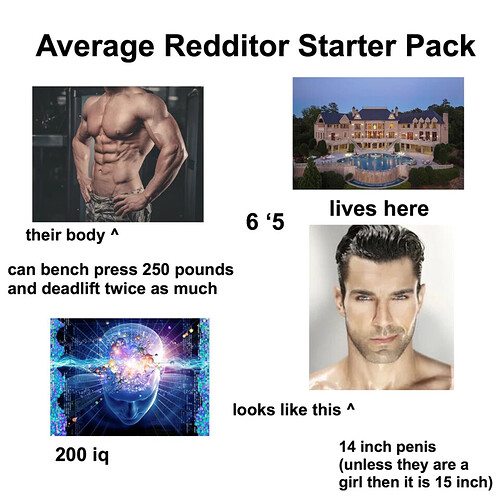 Average Redditor Starter Pack
their body ^
6 ‘5
lives here
can bench press 250 pounds
and deadlift twice as much
looks like this ^
200 iq
14 inch penis
(unless they are a
girl then it is 15 inch)